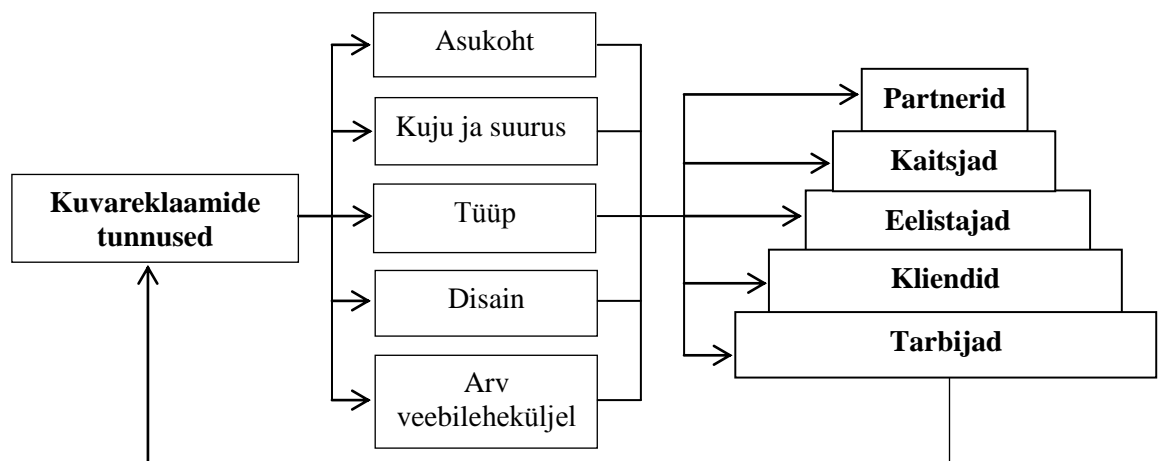 Kuvareklaamide
tunnused
Asukoht
Kuju ja suurus
Tüüp
Disain
Arv
veebileheküljel
Partnerid
Kaitsjad
Eelistajad
Kliendid
Tarbijad